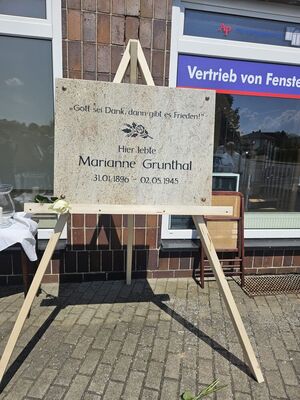 Vertrieb von Fenste
„Gott sei Dank, dann gibt es Frieden!“
Hier lebte
Marianne Grunthal
31.01.1896 – 02.05.1945